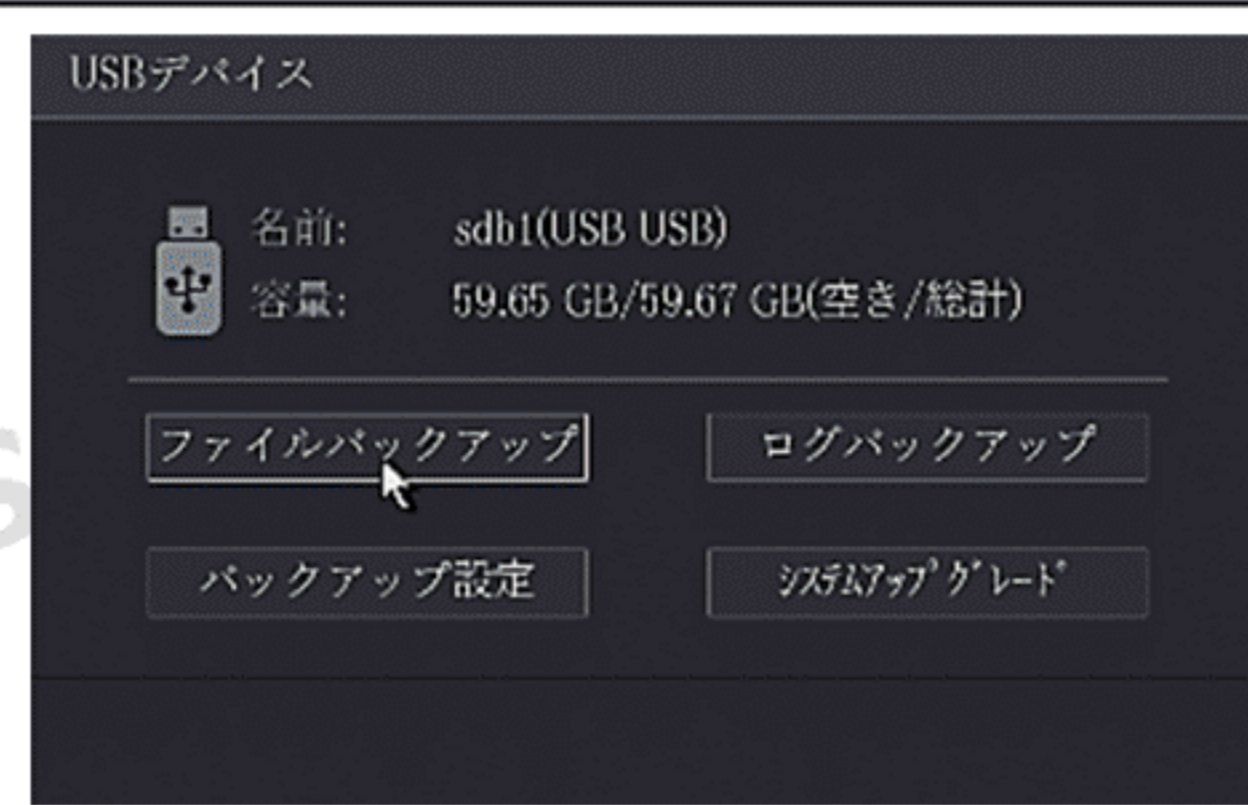 USBデバイス
名前: sdb1(USB USB)
容量: 59.65 GB/59.67 GB(空き/総計)
ファイルバックアップ ログバックアップ
バックアップ設定 ｼｽﾃﾑｱｯﾌﾟｸﾞﾚｰﾄﾞ